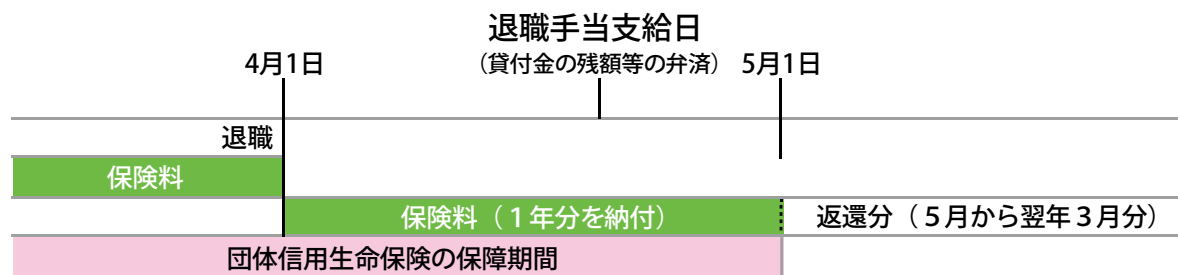 退職手当支給日
4月1日
（貸付金の残額等の弁済）
5月1日
退職
保険料
保険料（１年分を納付）
返還分（５月から翌年３月分）
団体信用生命保険の保障期間